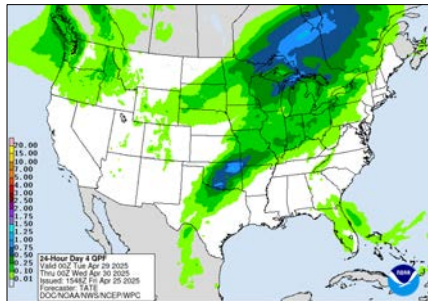 20.00
15.00
10.00
7.00
5.00
4.00
3.00
2.50
2.00
1.75
1.50
1.25
1.00
0.75
0.50
0.25
0.10
0.01
24-Hour Day 4 QPF
Valid 00Z Tue Apr 29 2025
Thru 00Z Wed Apr 30 2025
Issued: 1548Z Fri Apr 25 2025
Forecaster: TATE
DOC/NOAA/NWS/NCEP/WPC
NOAA